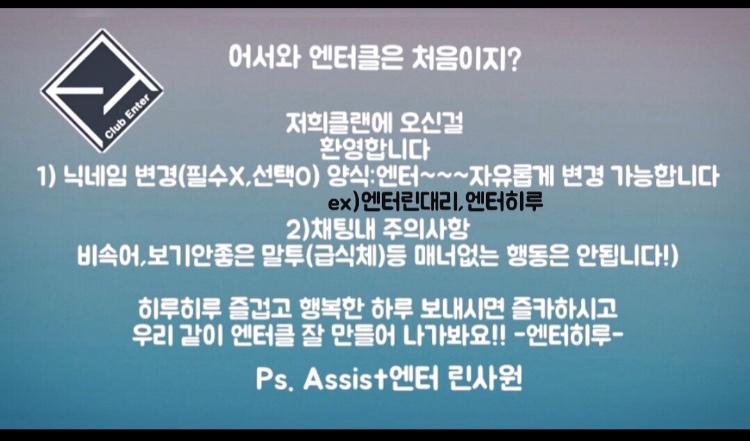 어서와 엔터클은 처음이지?
Club Enter
저희클랜에 오신걸
환영합니다
1) 닉네임 변경(필수X,선택O) 양식:엔터~~~자유롭게 변경 가능합니다
ex)엔터린대리,엔터히루
2)채팅내 주의사항
비속어,보기안좋은 말투(급식체)등 매너없는 행동은 안됩니다!)
히루히루 즐겁고 행복한 하루 보내시면 즐카하시고
우리 같이 엔터클 잘 만들어 나가봐요!! -엔터히루-
Ps. Assist엔터 린사원